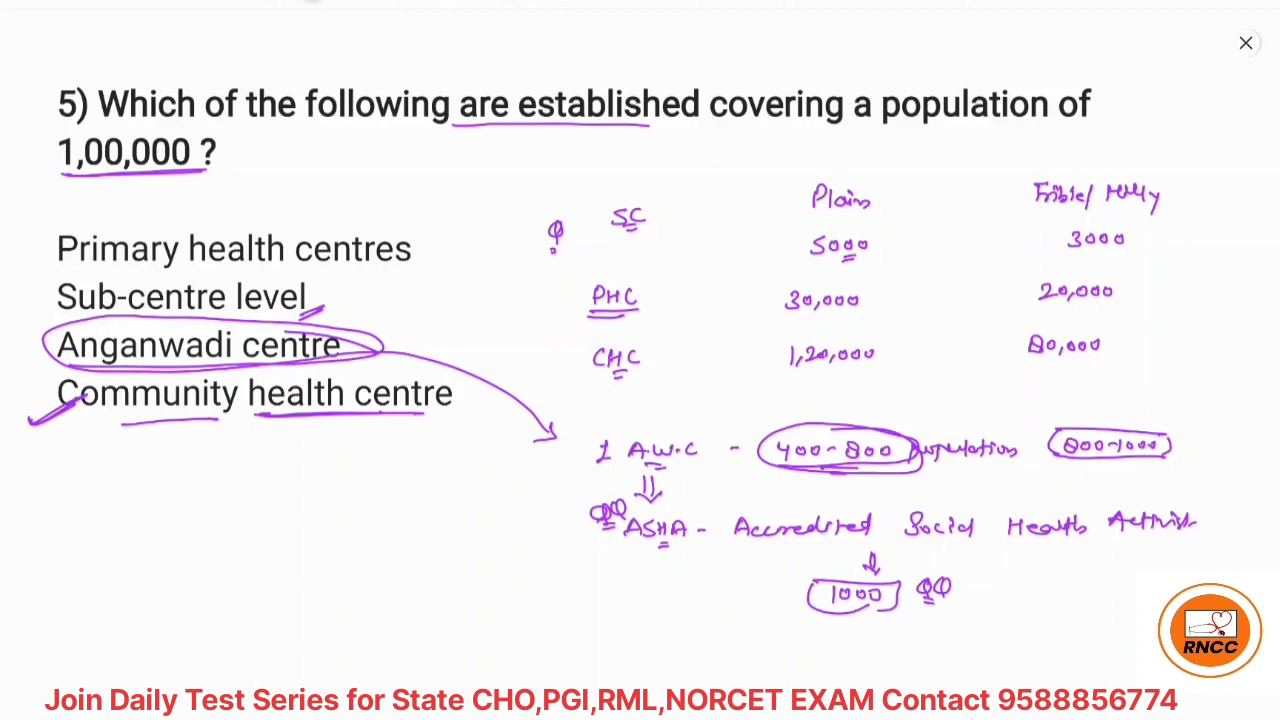 5) Which of the following are established covering a population of
1,00,000 ?
Primary health centres
Sub-centre level
Anganwadi centre
Community health centre
Plain
SC 5000 3000
PHC 30,000 20,000
CHC 1,20,000 80,000
1 A.W.C - 400-800 population 800-1000
ASHA - Accredited Social Health Activist
1000
RNCC
Join Daily Test Series for State CHO,PGI,RML,NORCET EXAM Contact 9588856774